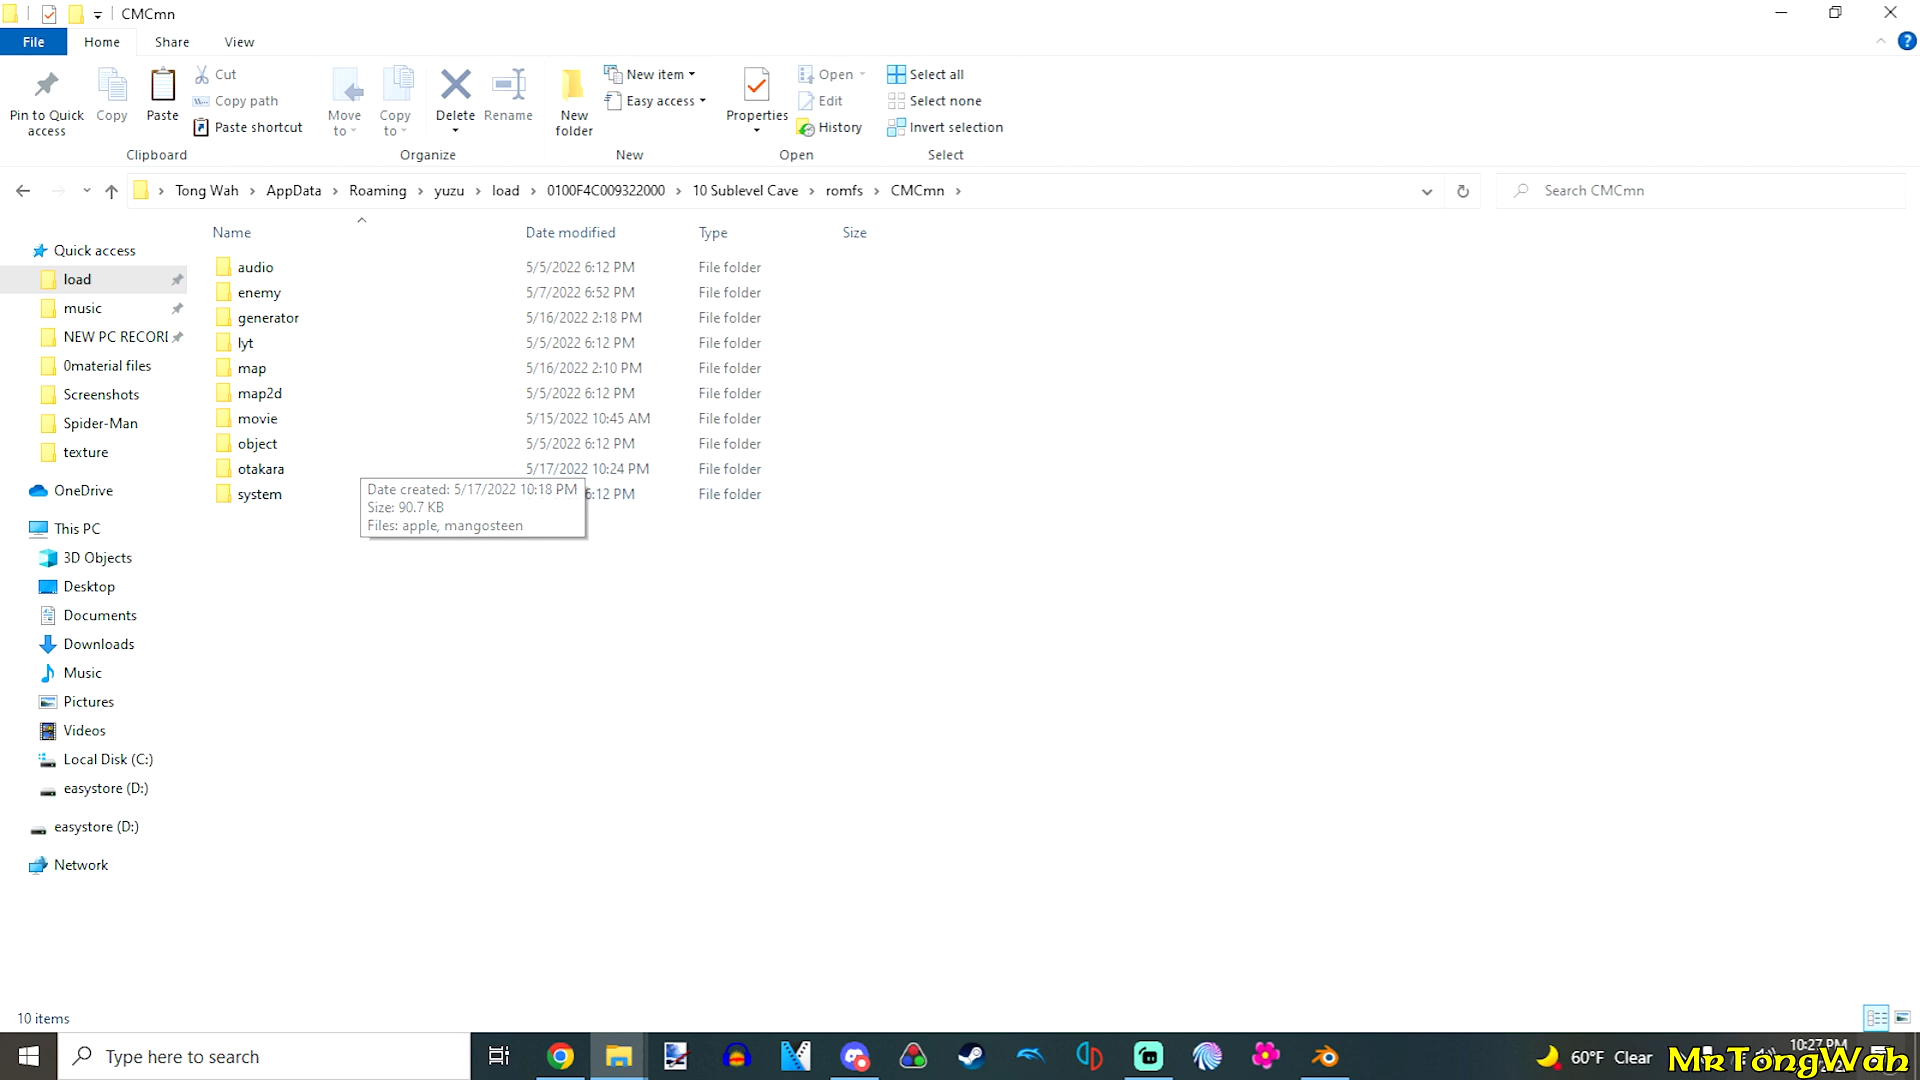 CMCmn
File Home Share View
Pin to Quick access
Copy
Paste
Cut
Copy path
Paste shortcut
Clipboard
Move to
Copy to
Delete
Rename
Organize
New folder
New item
Easy access
New
Properties
Open
Edit
History
Open
Select all
Select none
Invert selection
Select
Tong Wah > AppData > Roaming > yuzu > load > 0100F4C009322000 > 10 Sublevel Cave > romfs > CMCmn >
Search CMCmn
Name Date modified Type Size
audio 5/5/2022 6:12 PM File folder
enemy 5/7/2022 6:52 PM File folder
generator 5/16/2022 2:18 PM File folder
lyt 5/5/2022 6:12 PM File folder
map 5/16/2022 2:10 PM File folder
map2d 5/5/2022 6:12 PM File folder
movie 5/15/2022 10:45 AM File folder
object 5/5/2022 6:12 PM File folder
otakara 5/17/2022 10:24 PM File folder
system 6:12 PM File folder
Date created: 5/17/2022 10:18 PM
Size: 90.7 KB
Files: apple, mangosteen
Quick access
load
music
NEW PC RECORI
0material files
Screenshots
Spider-Man
texture
OneDrive
This PC
3D Objects
Desktop
Documents
Downloads
Music
Pictures
Videos
Local Disk (C:)
easystore (D:)
easystore (D:)
Network
10 items
Type here to search
60°F Clear
10:27 PM
MrTongWah